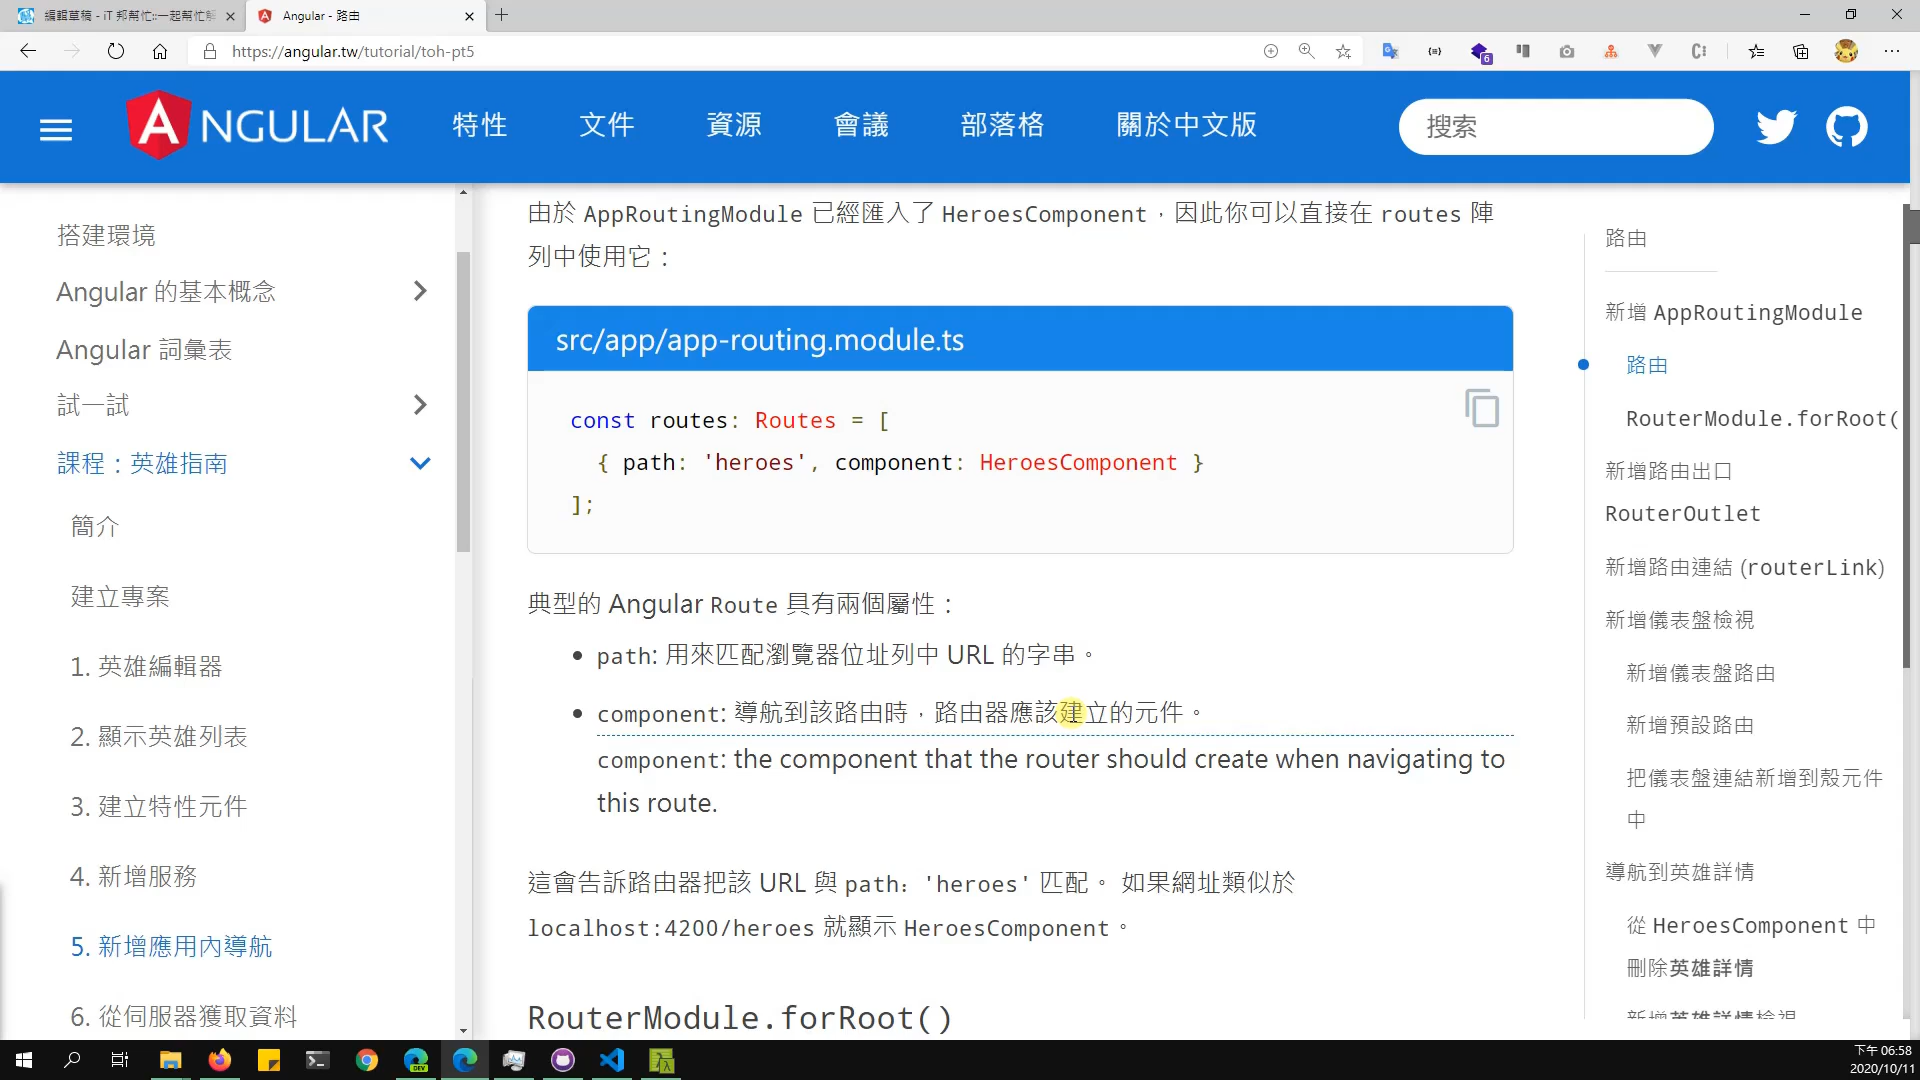 編輯草稿 - iT 邦幫忙::一起幫忙解
Angular - 路由
https://angular.tw/tutorial/toh-pt5
6
DEV
ANGULAR
特性
文件
資源
會議
部落格
關於中文版
搜索
搭建環境
Angular 的基本概念
Angular 詞彙表
試一試
課程：英雄指南
簡介
建立專案
1. 英雄編輯器
2. 顯示英雄列表
3. 建立特性元件
4. 新增服務
5. 新增應用內導航
6. 從伺服器獲取資料
由於 AppRoutingModule 已經匯入了 HeroesComponent，因此你可以直接在 routes 陣
列中使用它：
src/app/app-routing.module.ts
const routes: Routes = [
{ path: 'heroes', component: HeroesComponent }
];
典型的 Angular Route 具有兩個屬性：
path: 用來匹配瀏覽器位址列中 URL 的字串。
component: 導航到該路由時，路由器應該建立的元件。
component: the component that the router should create when navigating to
this route.
這會告訴路由器把該 URL 與 path：'heroes' 匹配。 如果網址類似於
localhost:4200/heroes 就顯示 HeroesComponent。
RouterModule.forRoot()
路由
新增 AppRoutingModule
路由
RouterModule.forRoot(
新增路由出口
RouterOutlet
新增路由連結 (routerLink)
新增儀表盤檢視
新增儀表盤路由
新增預設路由
把儀表盤連結新增到殼元件
中
導航到英雄詳情
從 HeroesComponent 中
刪除英雄詳情
新增英雄詳情檢視
下午 06:58
2020/10/11